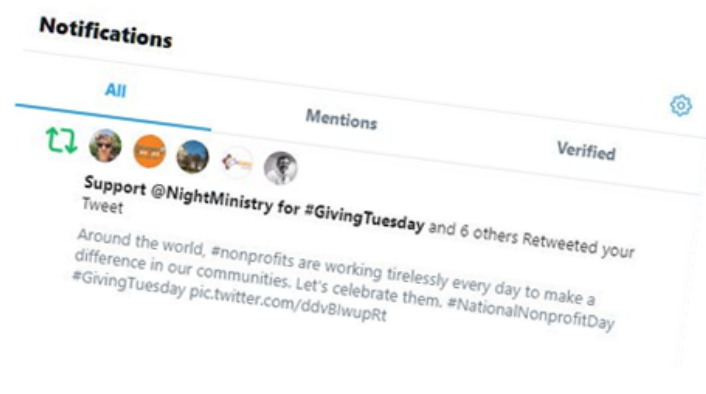 Notifications
All
Mentions
Verified
Support @NightMinistry for #GivingTuesday and 6 others Retweeted your
Tweet
Around the world, #nonprofits are working tirelessly every day to make a
difference in our communities. Let's celebrate them. #NationalNonprofitDay
#GivingTuesday pic.twitter.com/ddvBIwupRt